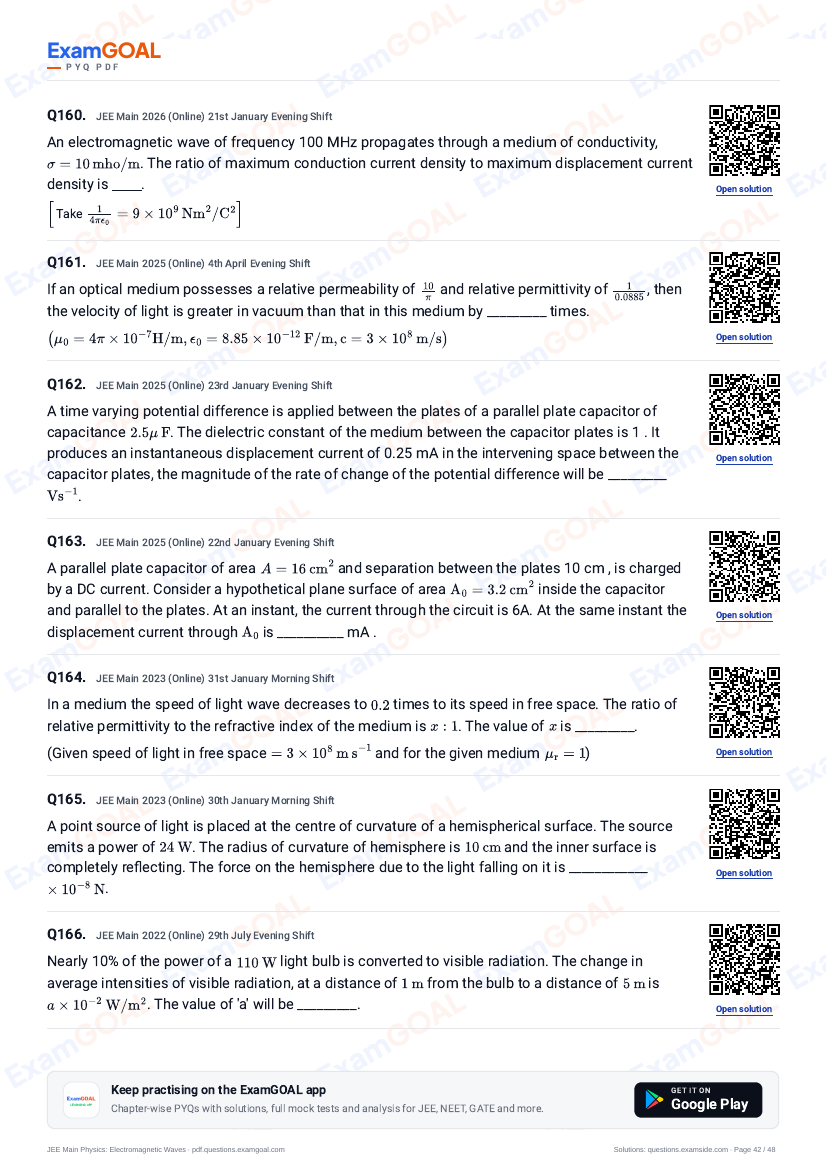 ExamGOAL
PYQ PDF
Q160. JEE Main 2026 (Online) 21st January Evening Shift
An electromagnetic wave of frequency 100 MHz propagates through a medium of conductivity,
σ = 10 mho/m. The ratio of maximum conduction current density to maximum displacement current
density is ____.
[Take 1/(4πϵ₀) = 9 × 10⁹ Nm²/C²]
Open solution
Q161. JEE Main 2025 (Online) 4th April Evening Shift
If an optical medium possesses a relative permeability of 10/π and relative permittivity of 1/0.0885, then
the velocity of light is greater in vacuum than that in this medium by ________ times.
(μ₀ = 4π × 10⁻⁷H/m, ϵ₀ = 8.85 × 10⁻¹² F/m, c = 3 × 10⁸ m/s)
Open solution
Q162. JEE Main 2025 (Online) 23rd January Evening Shift
A time varying potential difference is applied between the plates of a parallel plate capacitor of
capacitance 2.5μ F. The dielectric constant of the medium between the capacitor plates is 1 . It
produces an instantaneous displacement current of 0.25 mA in the intervening space between the
capacitor plates, the magnitude of the rate of change of the potential difference will be ________
Vs⁻¹.
Open solution
Q163. JEE Main 2025 (Online) 22nd January Evening Shift
A parallel plate capacitor of area A = 16 cm² and separation between the plates 10 cm , is charged
by a DC current. Consider a hypothetical plane surface of area A₀ = 3.2 cm² inside the capacitor
and parallel to the plates. At an instant, the current through the circuit is 6A. At the same instant the
displacement current through A₀ is _________ mA .
Open solution
Q164. JEE Main 2023 (Online) 31st January Morning Shift
In a medium the speed of light wave decreases to 0.2 times to its speed in free space. The ratio of
relative permittivity to the refractive index of the medium is x : 1. The value of x is ________.
(Given speed of light in free space = 3 × 10⁸ m s⁻¹ and for the given medium μᵣ = 1)
Open solution
Q165. JEE Main 2023 (Online) 30th January Morning Shift
A point source of light is placed at the centre of curvature of a hemispherical surface. The source
emits a power of 24 W. The radius of curvature of hemisphere is 10 cm and the inner surface is
completely reflecting. The force on the hemisphere due to the light falling on it is ____________
× 10⁻⁸ N.
Open solution
Q166. JEE Main 2022 (Online) 29th July Evening Shift
Nearly 10% of the power of a 110 W light bulb is converted to visible radiation. The change in
average intensities of visible radiation, at a distance of 1 m from the bulb to a distance of 5 m is
a × 10⁻² W/m². The value of 'a' will be ________.
Open solution
ExamGOAL
Keep practising on the ExamGOAL app
Chapter-wise PYQs with solutions, full mock tests and analysis for JEE, NEET, GATE and more.
GET IT ON
Google Play
JEE Main Physics: Electromagnetic Waves · pdf.questions.examgoal.com
Solutions: questions.examside.com · Page 42 / 48